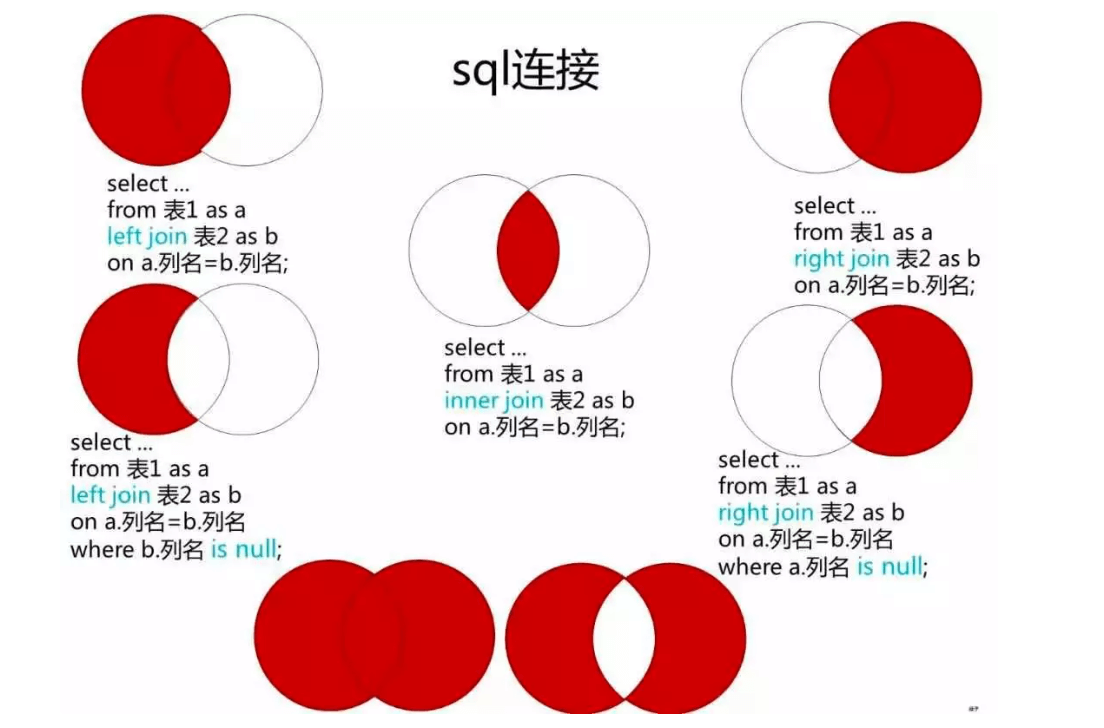 sql连接
select ...
from 表1 as a
left join 表2 as b
on a.列名=b.列名;
select ...
from 表1 as a
right join 表2 as b
on a.列名=b.列名;
select ...
from 表1 as a
inner join 表2 as b
on a.列名=b.列名;
select ...
from 表1 as a
left join 表2 as b
on a.列名=b.列名
where b.列名 is null;
select ...
from 表1 as a
right join 表2 as b
on a.列名=b.列名
where a.列名 is null;